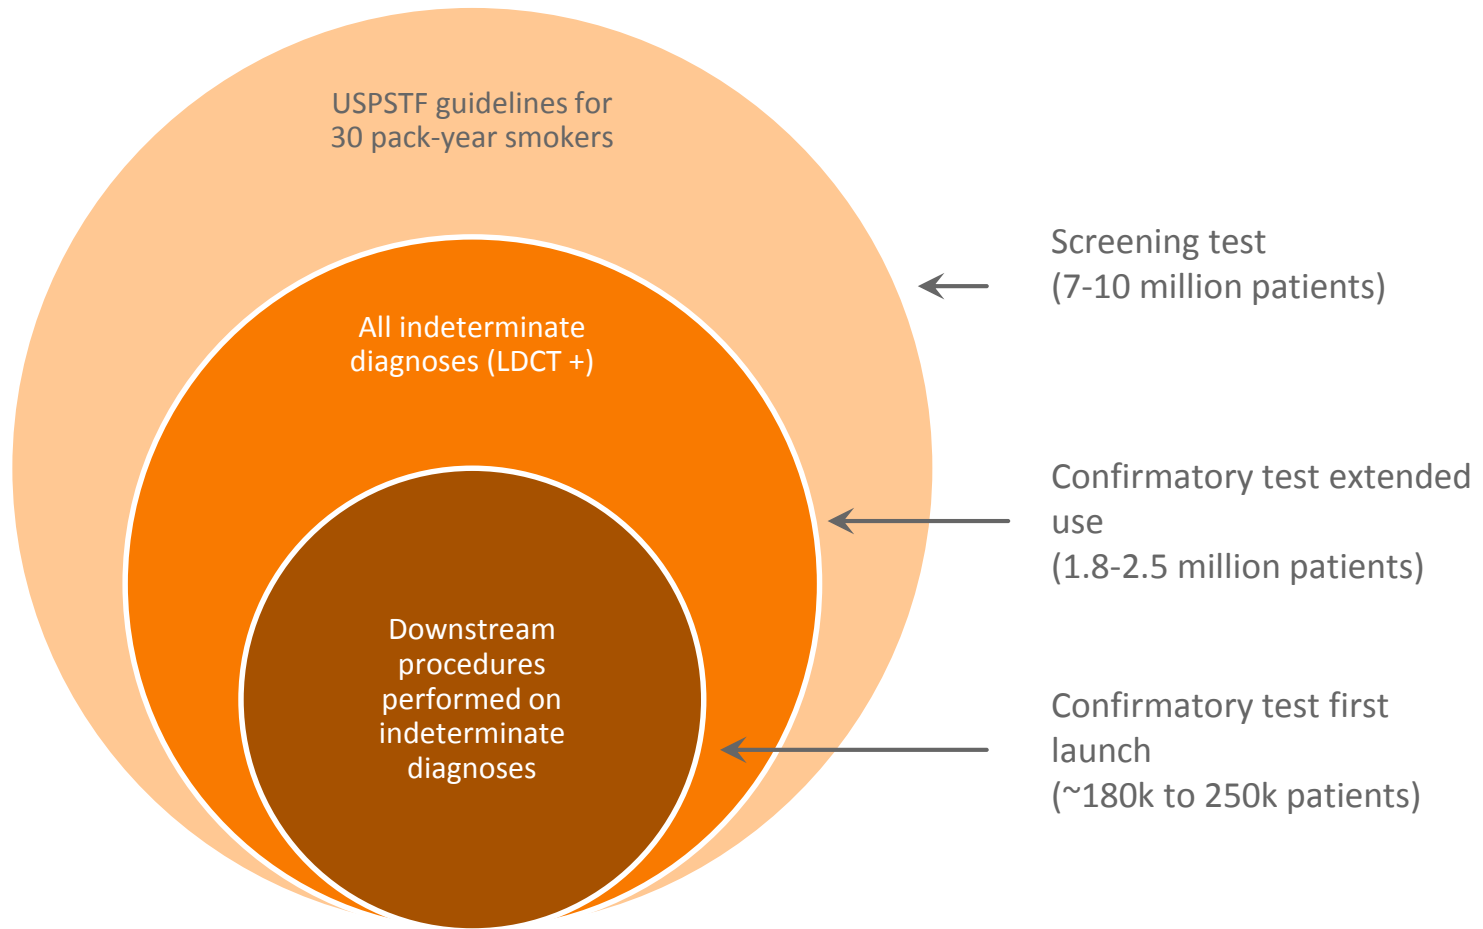 USPSTF guidelines for
30 pack-year smokers
All indeterminate
diagnoses (LDCT +)
Downstream
procedures
performed on
indeterminate
diagnoses
Screening test
(7-10 million patients)
Confirmatory test extended
use
(1.8-2.5 million patients)
Confirmatory test first
launch
(~180k to 250k patients)